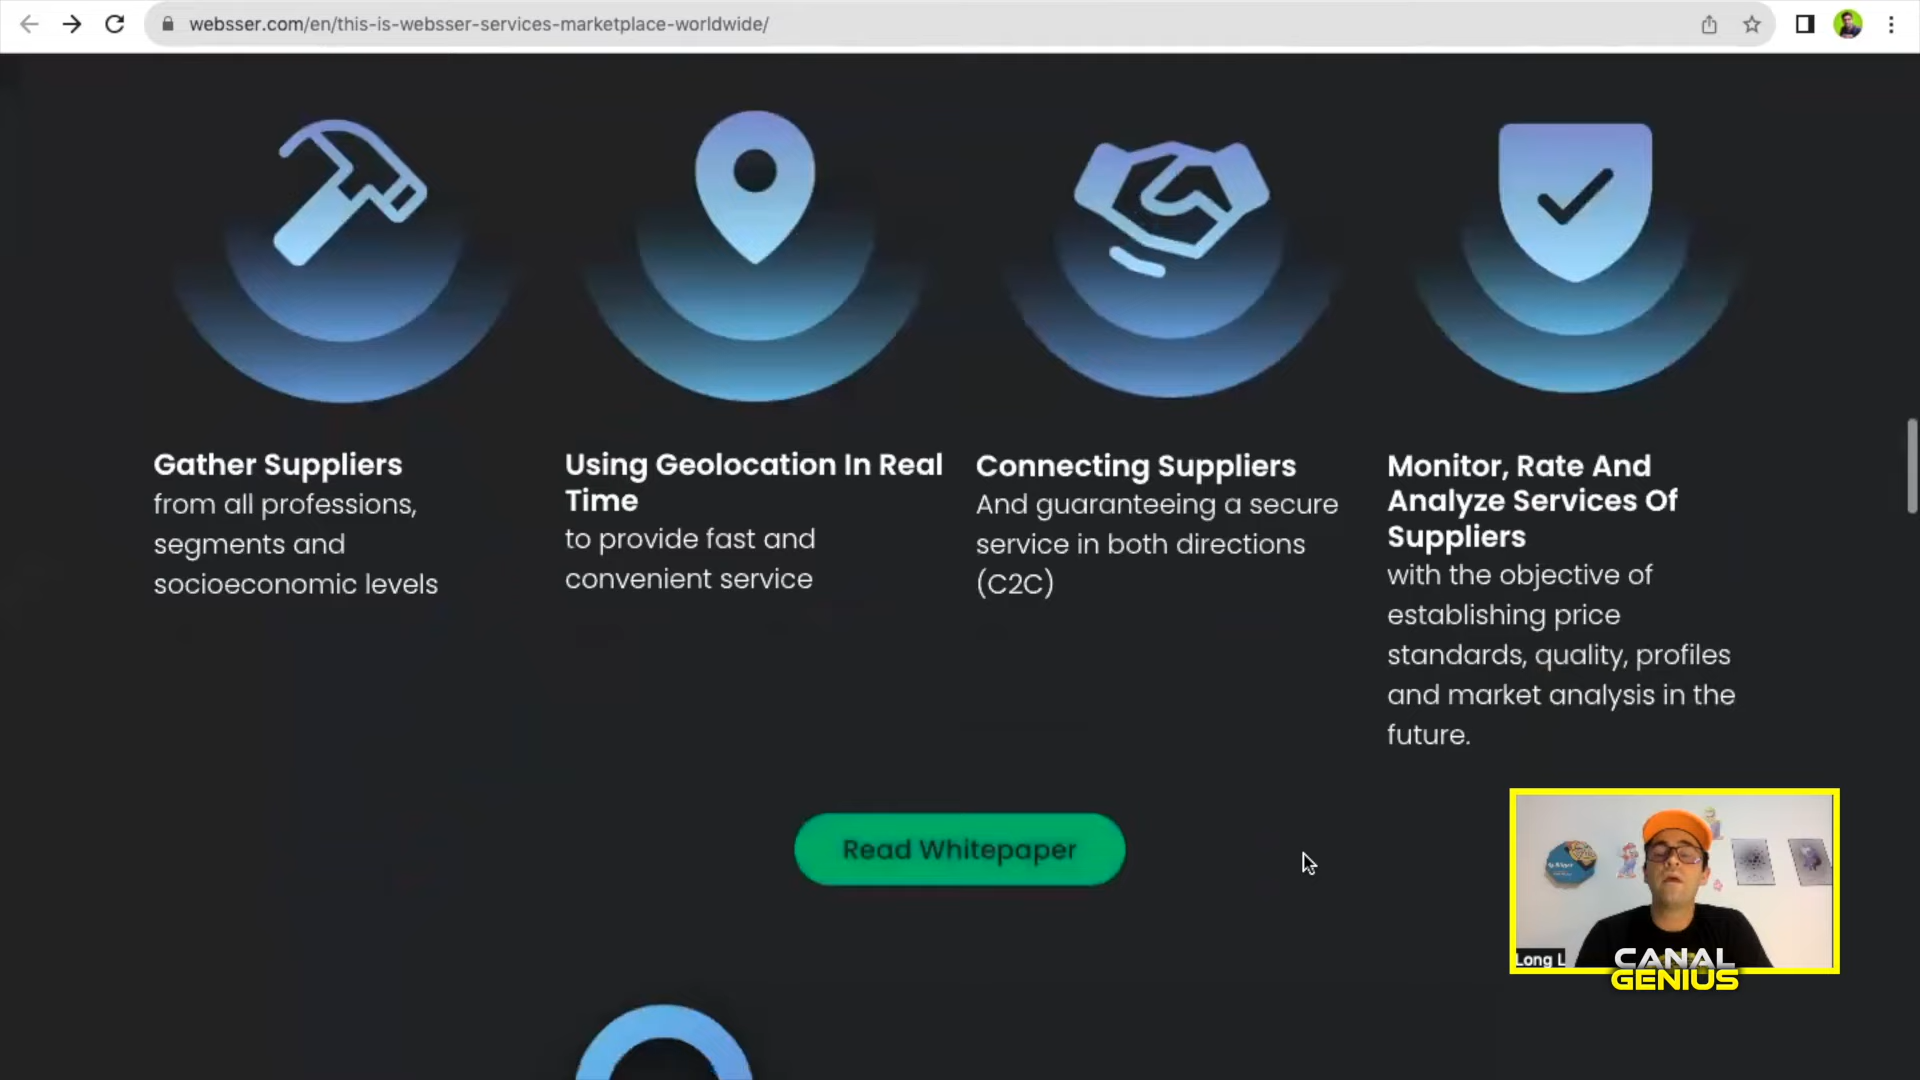 websser.com/en/this-is-websser-services-marketplace-worldwide/
Gather Suppliers
from all professions,
segments and
socioeconomic levels
Using Geolocation In Real
Time
to provide fast and
convenient service
Connecting Suppliers
And guaranteeing a secure
service in both directions
(C2C)
Monitor, Rate And
Analyze Services Of
Suppliers
with the objective of
establishing price
standards, quality, profiles
and market analysis in the
future.
Read Whitepaper
Long L
CANAL
GENIUS